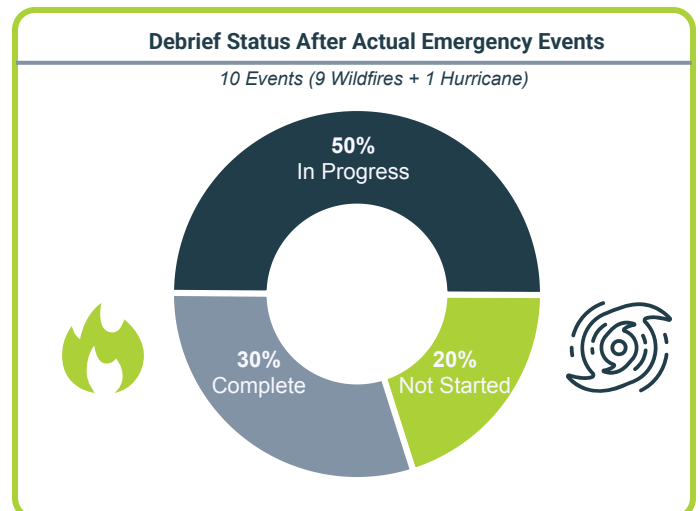 Debrief Status After Actual Emergency Events
10 Events (9 Wildfires + 1 Hurricane)
50%
In Progress
30%
Complete
20%
Not Started